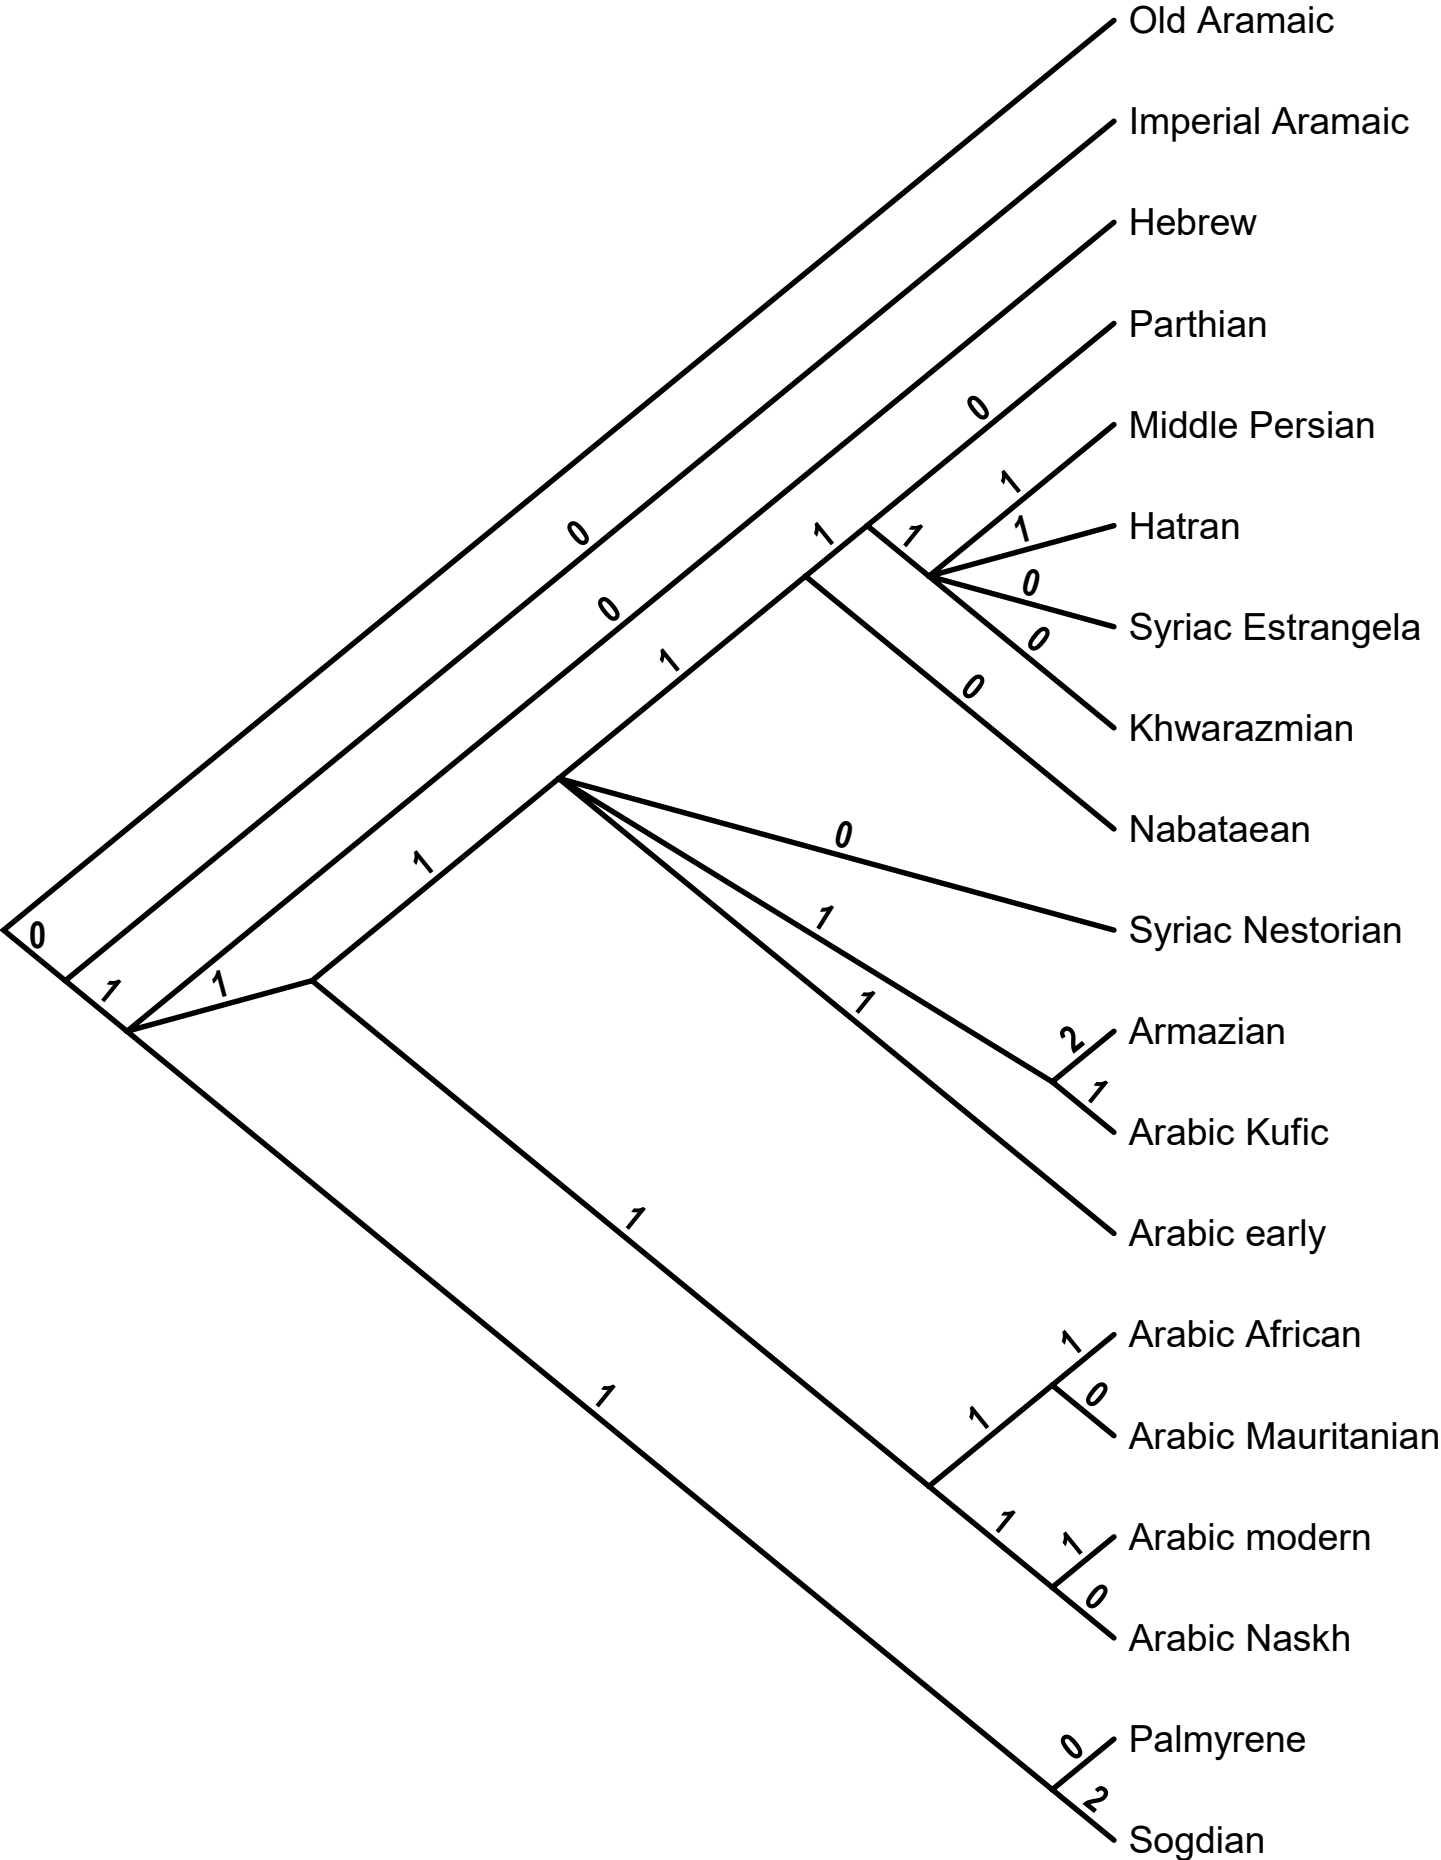 Old Aramaic
Imperial Aramaic
Hebrew
Parthian
0
Middle Persian
1
Hatran
1
0
1
1
0
Syriac Estrangela
0
0
1
0
Khwarazmian
Nabataean
0
1
Syriac Nestorian
1
0
1
1
1
Armazian
2
1
Arabic Kufic
1
Arabic early
Arabic African
1
0
1
1
Arabic Mauritanian
1
Arabic modern
1
0
Arabic Naskh
Palmyrene
0
2
Sogdian